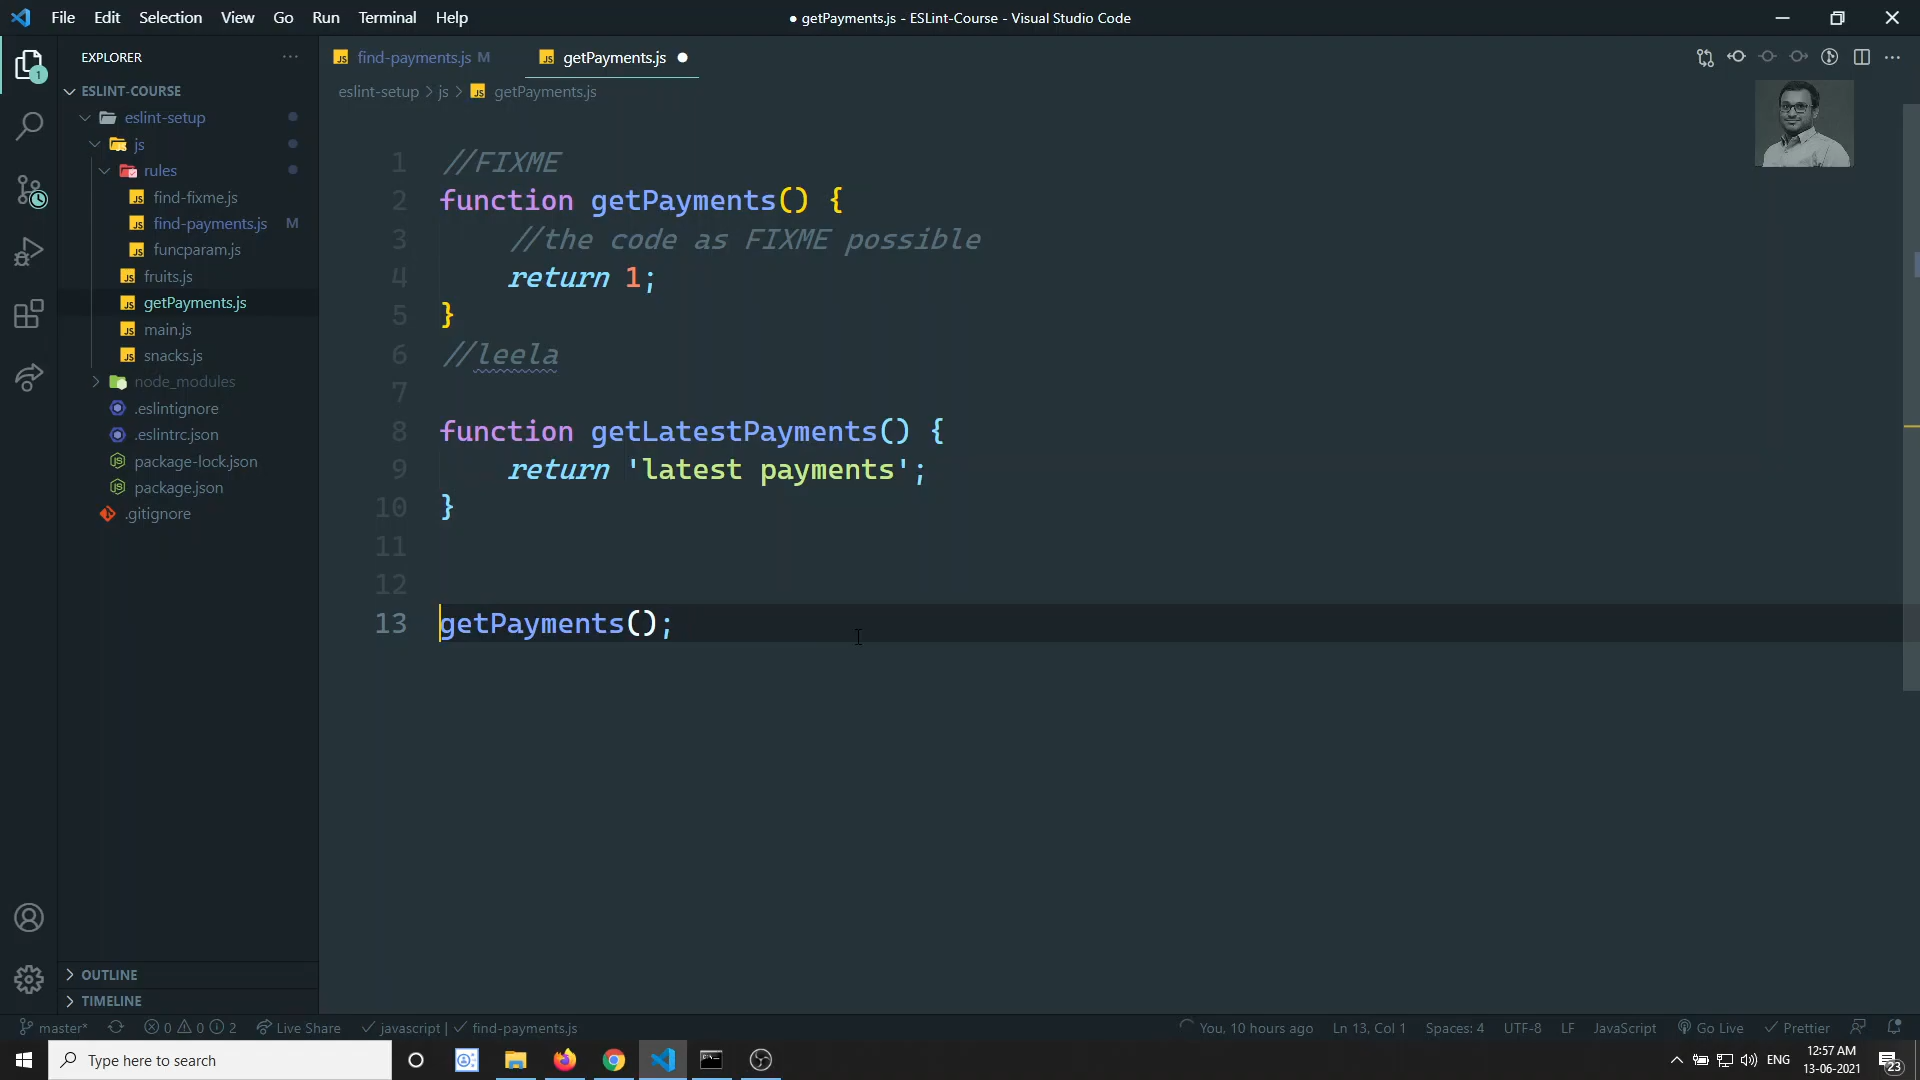 File Edit Selection View Go Run Terminal Help
● getPayments.js - ESLint-Course - Visual Studio Code
EXPLORER
find-payments.js M
getPayments.js
ESLINT-COURSE
eslint-setup > js > getPayments.js
eslint-setup
js
rules
find-fixme.js
find-payments.js M
funcparam.js
fruits.js
getPayments.js
main.js
snacks.js
node_modules
.eslintignore
.eslintrc.json
package-lock.json
package.json
.gitignore
1 //FIXME
2 function getPayments() {
3 //the code as FIXME possible
4 return 1;
5 }
6 //leela
7
8 function getLatestPayments() {
9 return 'latest payments';
10 }
11
12
13 getPayments();
OUTLINE
TIMELINE
master* 0 0 2 Live Share javascript | find-payments.js You, 10 hours ago Ln 13, Col 1 Spaces: 4 UTF-8 LF JavaScript Go Live Prettier
Type here to search
ENG
12:57 AM
13-06-2021
23
1